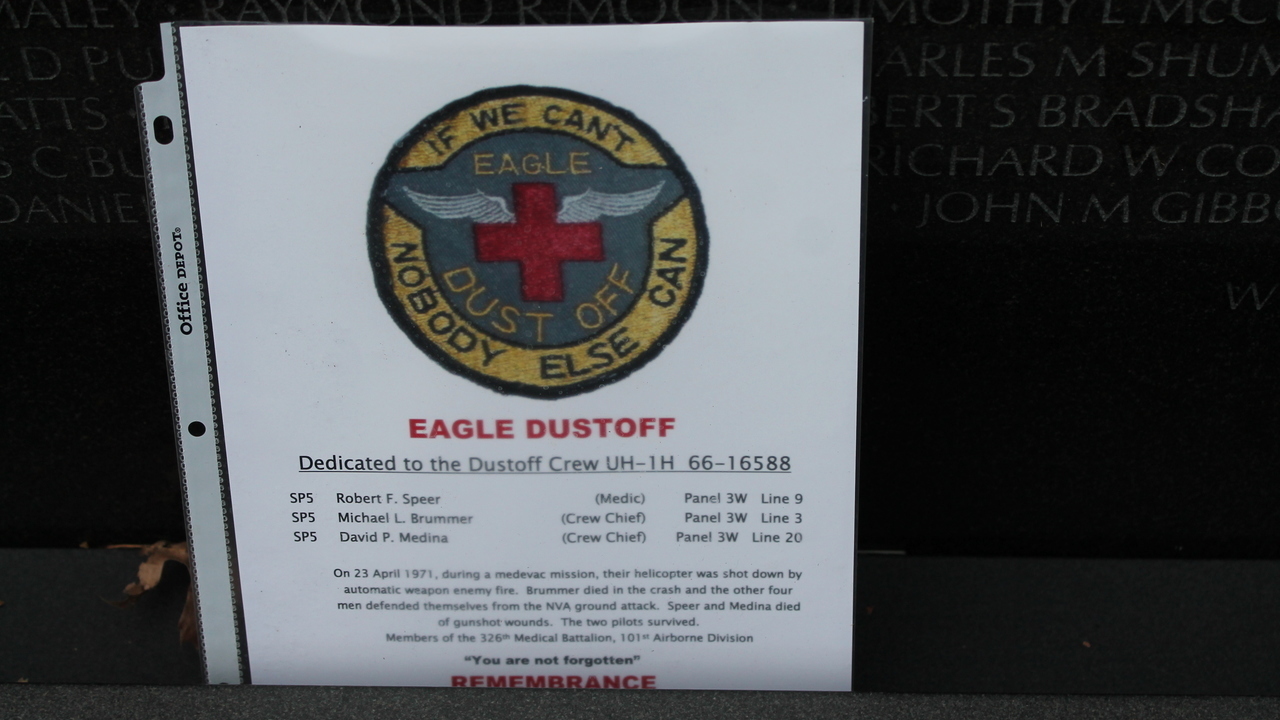 RAYMOND R MOON · TIMOTHY L
ARLES M SHUM
ATTS
BERT S BRADSHA
S C BU
RICHARD W CO
DANIE
· JOHN M GIBB
Office DEPOT®
IF WE CAN'T
EAGLE
DUST OFF
NOBODY ELSE CAN
EAGLE DUSTOFF
Dedicated to the Dustoff Crew UH-1H 66-16588
SP5 Robert F. Speer (Medic) Panel 3W Line 9
SP5 Michael L. Brummer (Crew Chief) Panel 3W Line 3
SP5 David P. Medina (Crew Chief) Panel 3W Line 20
On 23 April 1971, during a medevac mission, their helicopter was shot down by
automatic weapon enemy fire. Brummer died in the crash and the other four
men defended themselves from the NVA ground attack. Speer and Medina died
of gunshot wounds. The two pilots survived.
Members of the 326th Medical Battalion, 101st Airborne Division
"You are not forgotten"
REMEMBRANCE